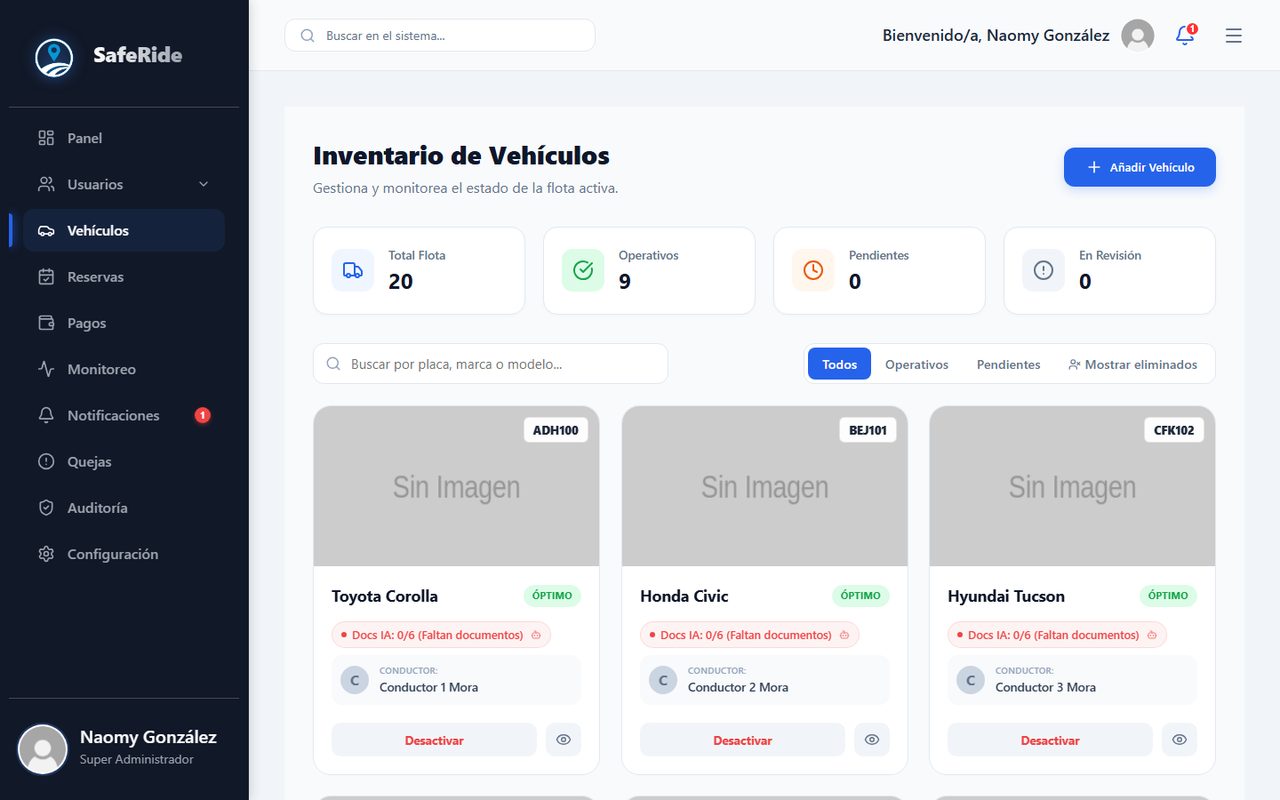 SafeRide
Buscar en el sistema...
Bienvenido/a, Naomy González
1
Panel
Usuarios
Vehículos
Reservas
Pagos
Monitoreo
Notificaciones
1
Quejas
Auditoría
Configuración
Naomy González
Super Administrador
Inventario de Vehículos
Gestiona y monitorea el estado de la flota activa.
Añadir Vehículo
Total Flota
20
Operativos
9
Pendientes
0
En Revisión
0
Buscar por placa, marca o modelo...
Todos
Operativos
Pendientes
Mostrar eliminados
ADH100
Sin Imagen
Toyota Corolla
ÓPTIMO
Docs IA: 0/6 (Faltan documentos)
C
CONDUCTOR:
Conductor 1 Mora
Desactivar
BEJ101
Sin Imagen
Honda Civic
ÓPTIMO
Docs IA: 0/6 (Faltan documentos)
C
CONDUCTOR:
Conductor 2 Mora
Desactivar
CFK102
Sin Imagen
Hyundai Tucson
ÓPTIMO
Docs IA: 0/6 (Faltan documentos)
C
CONDUCTOR:
Conductor 3 Mora
Desactivar